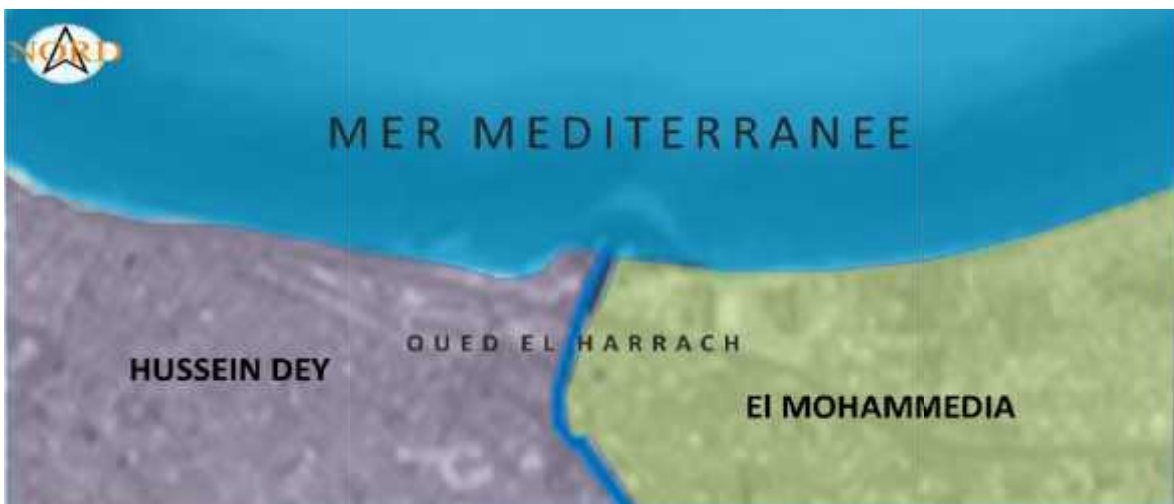 NORD
MER MEDITERRANEE
OUED EL HARRACH
HUSSEIN DEY
El MOHAMMEDIA